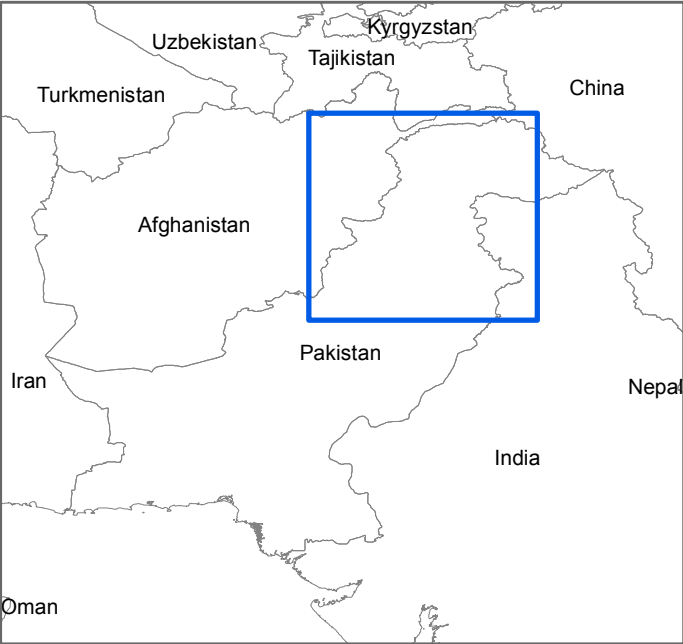 Kyrgyzstan
Uzbekistan
Tajikistan
China
Turkmenistan
Afghanistan
Pakistan
Iran
Nepal
India
Oman